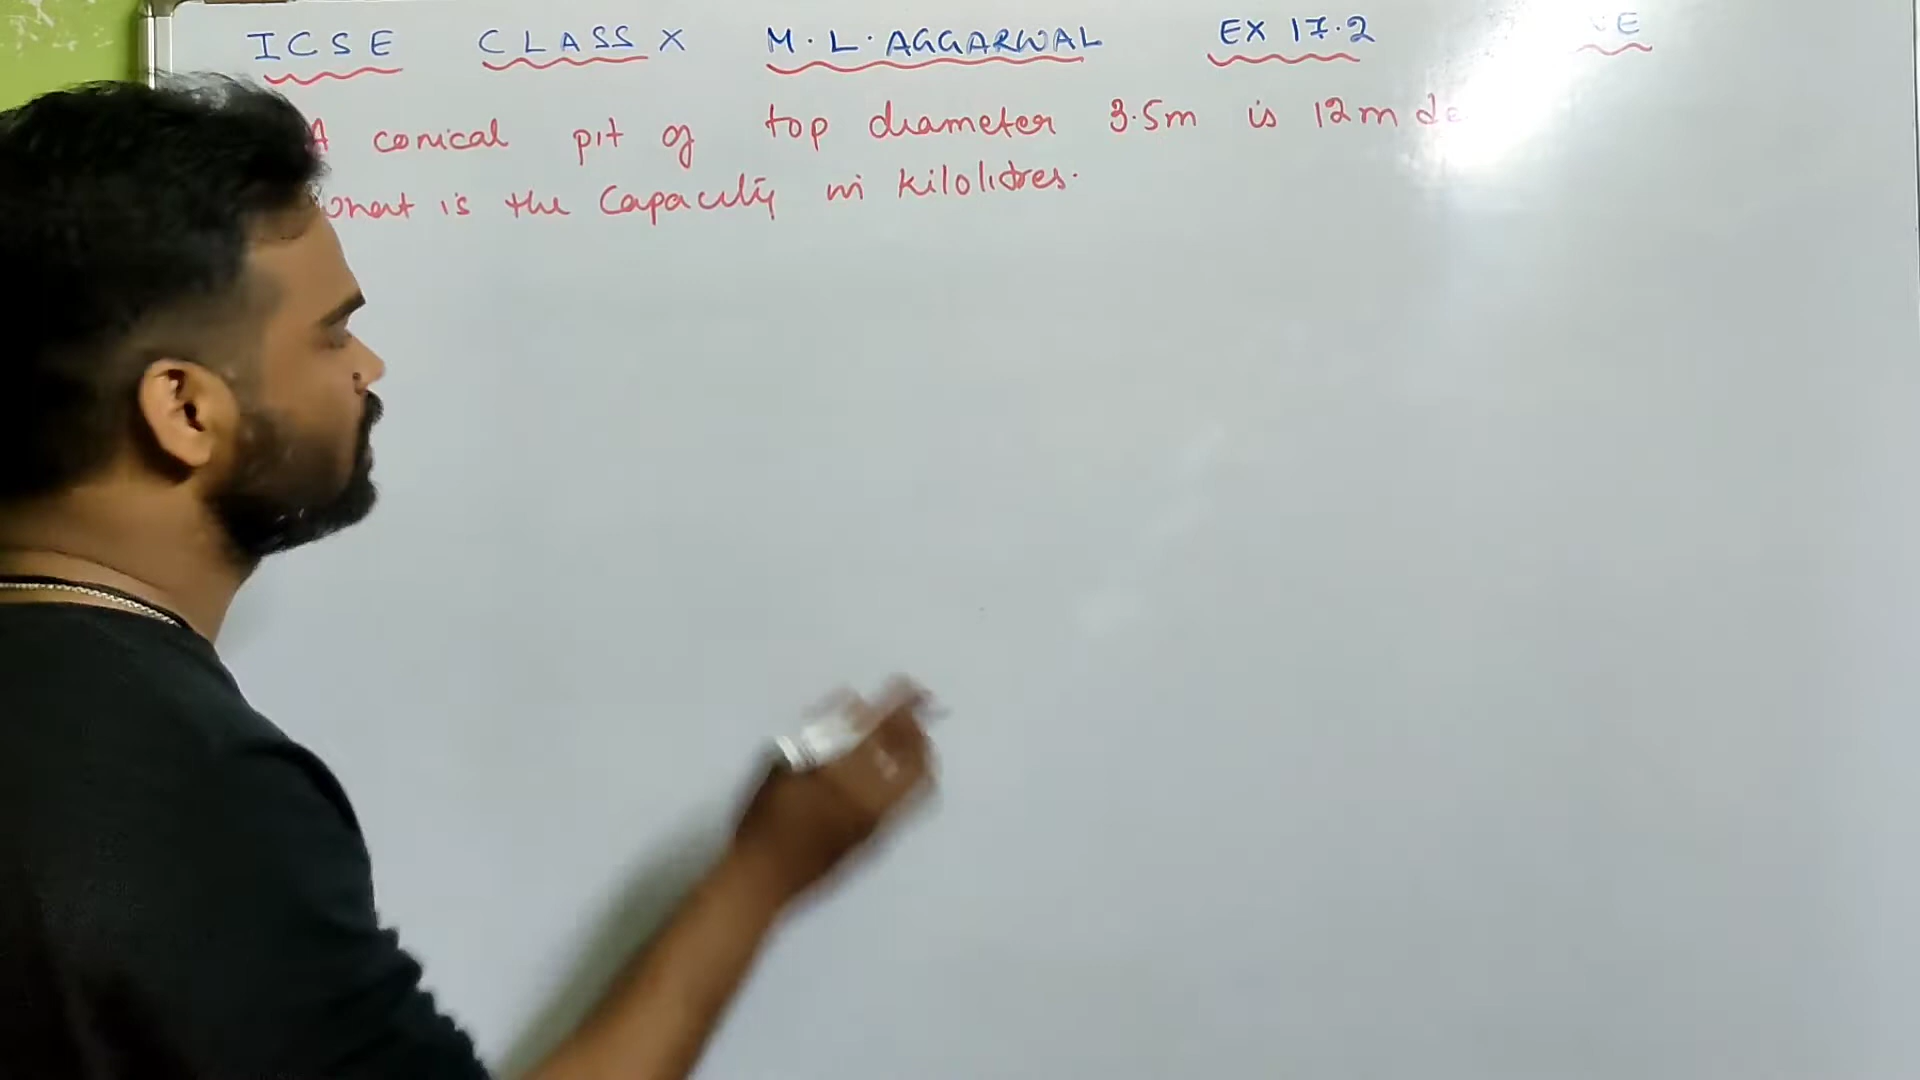 ICSE CLASS X M.L.AGGARWAL EX 17.2
A conical pit of top diameter 3.5m is 12m
what is the Capacity in kilolitres.